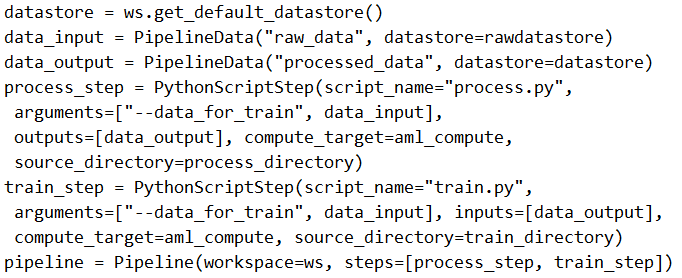 datastore = ws.get_default_datastore()
data_input = PipelineData("raw_data", datastore=rawdatastore)
data_output = PipelineData("processed_data", datastore=datastore)
process_step = PythonScriptStep(script_name="process.py",
 arguments=["--data_for_train", data_input],
 outputs=[data_output], compute_target=aml_compute,
 source_directory=process_directory)
train_step = PythonScriptStep(script_name="train.py",
 arguments=["--data_for_train", data_input], inputs=[data_output],
 compute_target=aml_compute, source_directory=train_directory)
pipeline = Pipeline(workspace=ws, steps=[process_step, train_step])